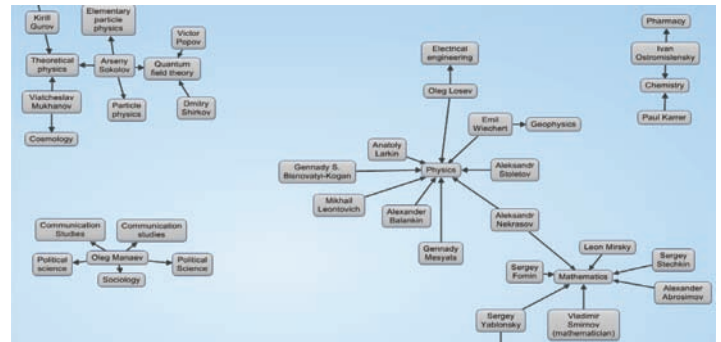 Kirill
Gurov
Elementary
particle
physics
Victor
Popov
Theoretical
physics
Arseny
Sokolov
Quantum
field theory
Viatcheslav
Mukhanov
Particle
physics
Dmitry
Shirkov
Cosmology
Pharmacy
Ivan
Ostromislensky
Chemistry
Paul Karrer
Electrical
engineering
Oleg Losev
Emil
Wiechert
Geophysics
Anatoly
Larkin
Gennady S.
Bisnovatyi-Kogan
Physics
Aleksandr
Stoletov
Mikhail
Leontovich
Alexander
Balankin
Aleksandr
Nekrasov
Gennady
Mesyats
Communication
Studies
Communication
studies
Political
science
Oleg Manaev
Political
Science
Sociology
Leon Mirsky
Sergey
Stechkin
Sergey
Fomin
Mathematics
Alexander
Abrosimov
Sergey
Yablonsky
Vladimir
Smirnov
(mathematician)